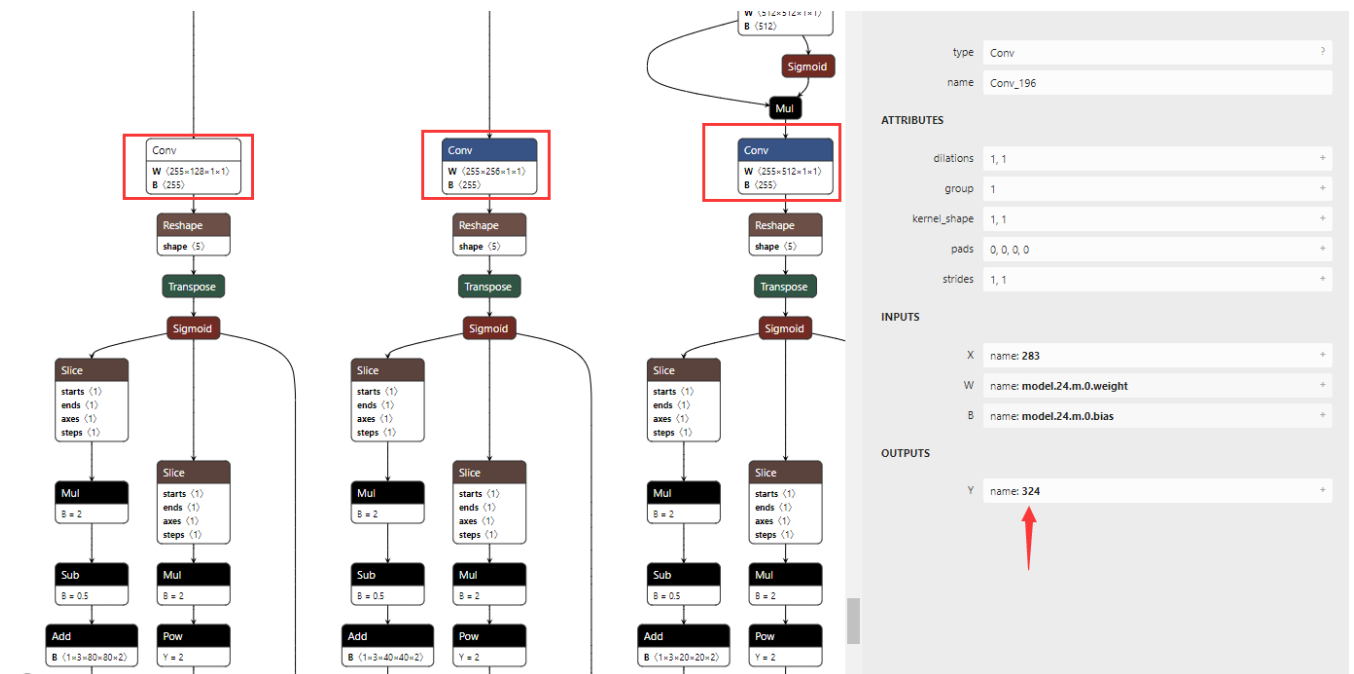 W ⟨512×512×1×1⟩
B ⟨512⟩
Sigmoid
Mul
Conv
W ⟨255×128×1×1⟩
B ⟨255⟩
Reshape
shape ⟨5⟩
Transpose
Sigmoid
Slice
starts ⟨1⟩
ends ⟨1⟩
axes ⟨1⟩
steps ⟨1⟩
Slice
starts ⟨1⟩
ends ⟨1⟩
axes ⟨1⟩
steps ⟨1⟩
Mul
B = 2
Sub
B = 0.5
Mul
B = 2
Add
B ⟨1×3×80×80×2⟩
Pow
Y = 2
Conv
W ⟨255×256×1×1⟩
B ⟨255⟩
Reshape
shape ⟨5⟩
Transpose
Sigmoid
Slice
starts ⟨1⟩
ends ⟨1⟩
axes ⟨1⟩
steps ⟨1⟩
Slice
starts ⟨1⟩
ends ⟨1⟩
axes ⟨1⟩
steps ⟨1⟩
Mul
B = 2
Sub
B = 0.5
Mul
B = 2
Add
B ⟨1×3×40×40×2⟩
Pow
Y = 2
Conv
W ⟨255×512×1×1⟩
B ⟨255⟩
Reshape
shape ⟨5⟩
Transpose
Sigmoid
Slice
starts ⟨1⟩
ends ⟨1⟩
axes ⟨1⟩
steps ⟨1⟩
Slice
starts ⟨1⟩
ends ⟨1⟩
axes ⟨1⟩
steps ⟨1⟩
Mul
B = 2
Sub
B = 0.5
Mul
B = 2
Add
B ⟨1×3×20×20×2⟩
Pow
Y = 2
type Conv ?
name Conv_196
ATTRIBUTES
dilations 1, 1 +
group 1 +
kernel_shape 1, 1 +
pads 0, 0, 0, 0 +
strides 1, 1 +
INPUTS
X name: 283 +
W name: model.24.m.0.weight +
B name: model.24.m.0.bias +
OUTPUTS
Y name: 324 +